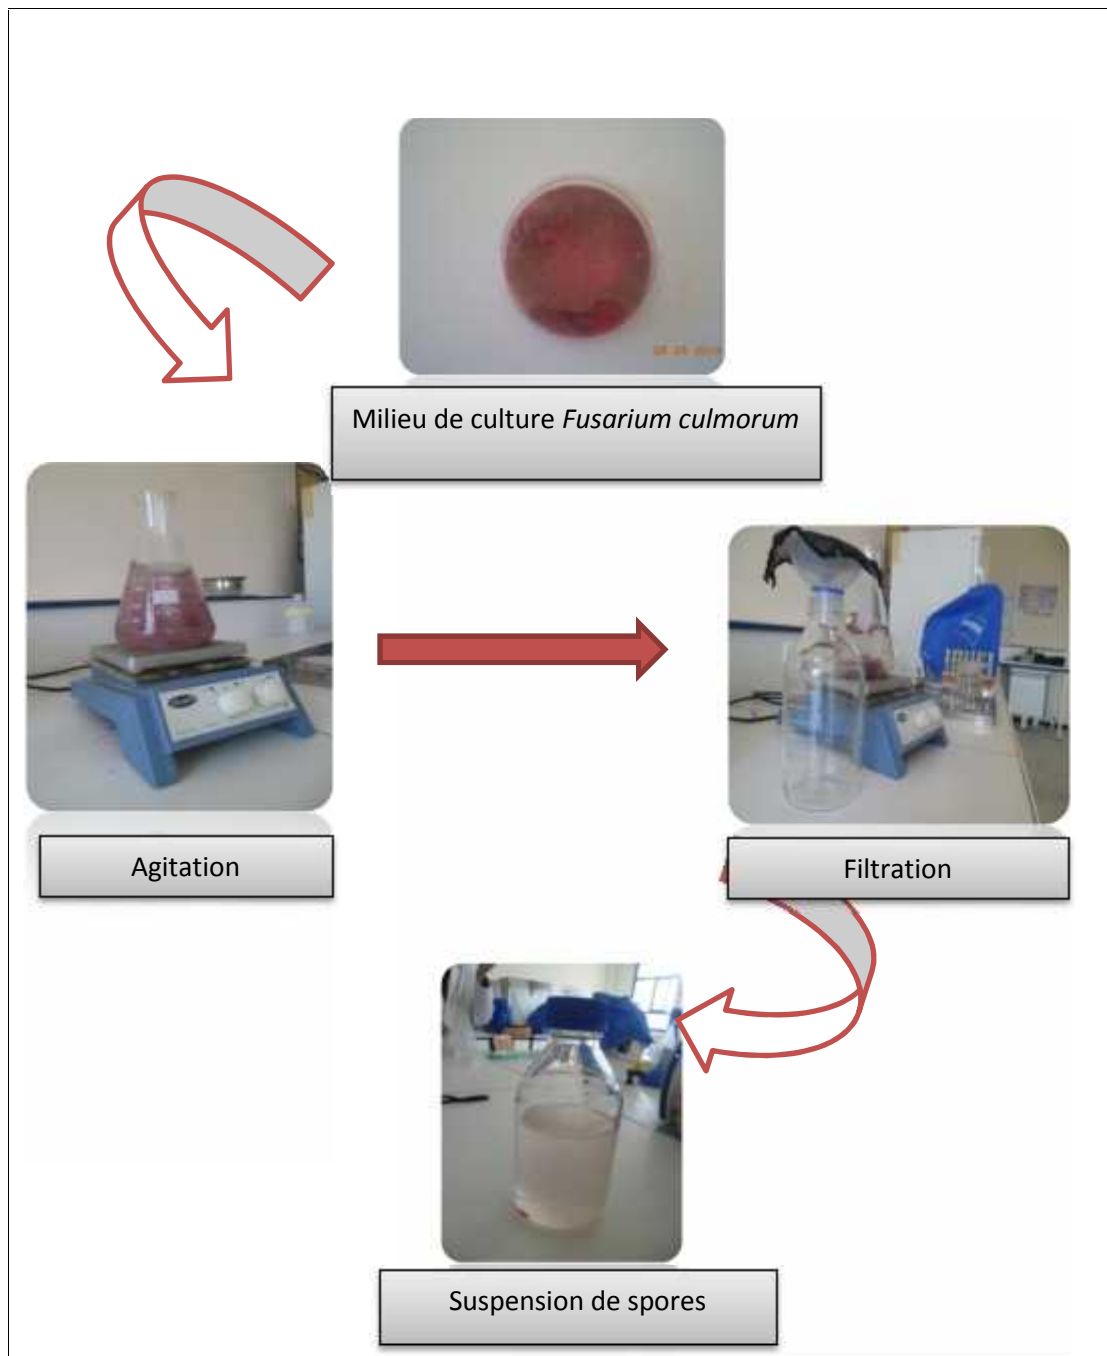 Milieu de culture Fusarium culmorum
Agitation
Filtration
Suspension de spores